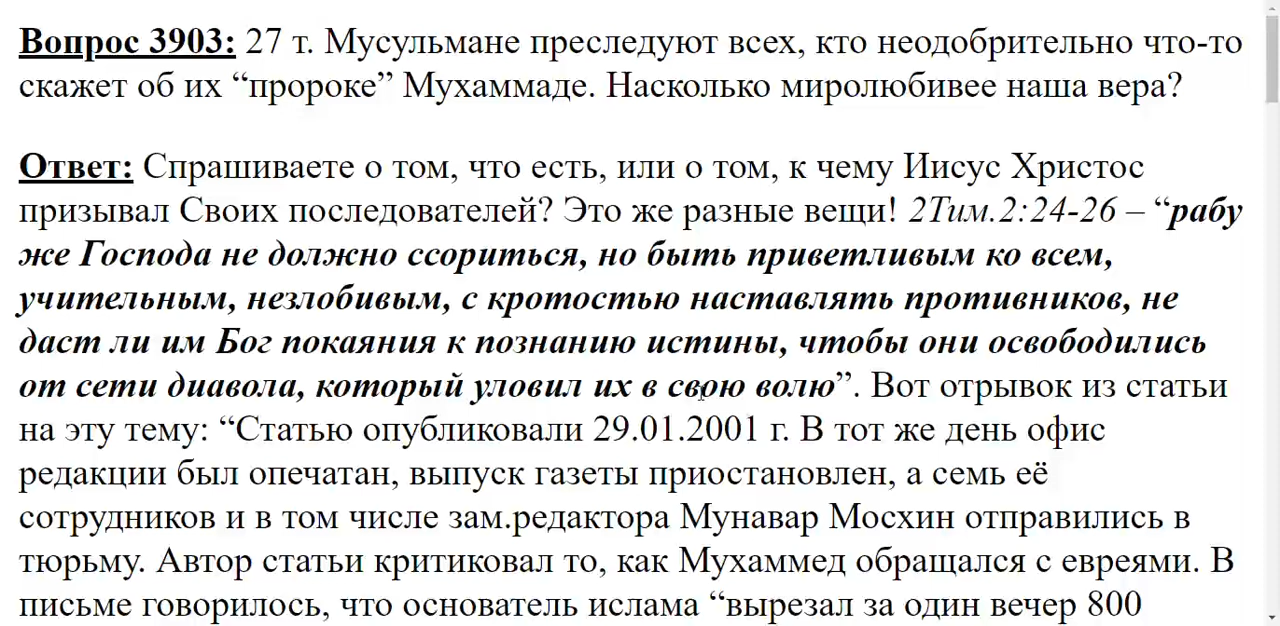 Вопрос 3903: 27 т. Мусульмане преследуют всех, кто неодобрительно что-то
скажет об их “пророке” Мухаммаде. Насколько миролюбивее наша вера?
Ответ: Спрашиваете о том, что есть, или о том, к чему Иисус Христос
призывал Своих последователей? Это же разные вещи! 2Тим.2:24-26 – “рабу
же Господа не должно ссориться, но быть приветливым ко всем,
учительным, незлобивым, с кротостью наставлять противников, не
даст ли им Бог покаяния к познанию истины, чтобы они освободились
от сети диавола, который уловил их в свою волю”. Вот отрывок из статьи
на эту тему: “Статью опубликовали 29.01.2001 г. В тот же день офис
редакции был опечатан, выпуск газеты приостановлен, а семь её
сотрудников и в том числе зам.редактора Мунавар Мосхин отправились в
тюрьму. Автор статьи критиковал то, как Мухаммед обращался с евреями. В
письме говорилось, что основатель ислама “вырезал за один вечер 800